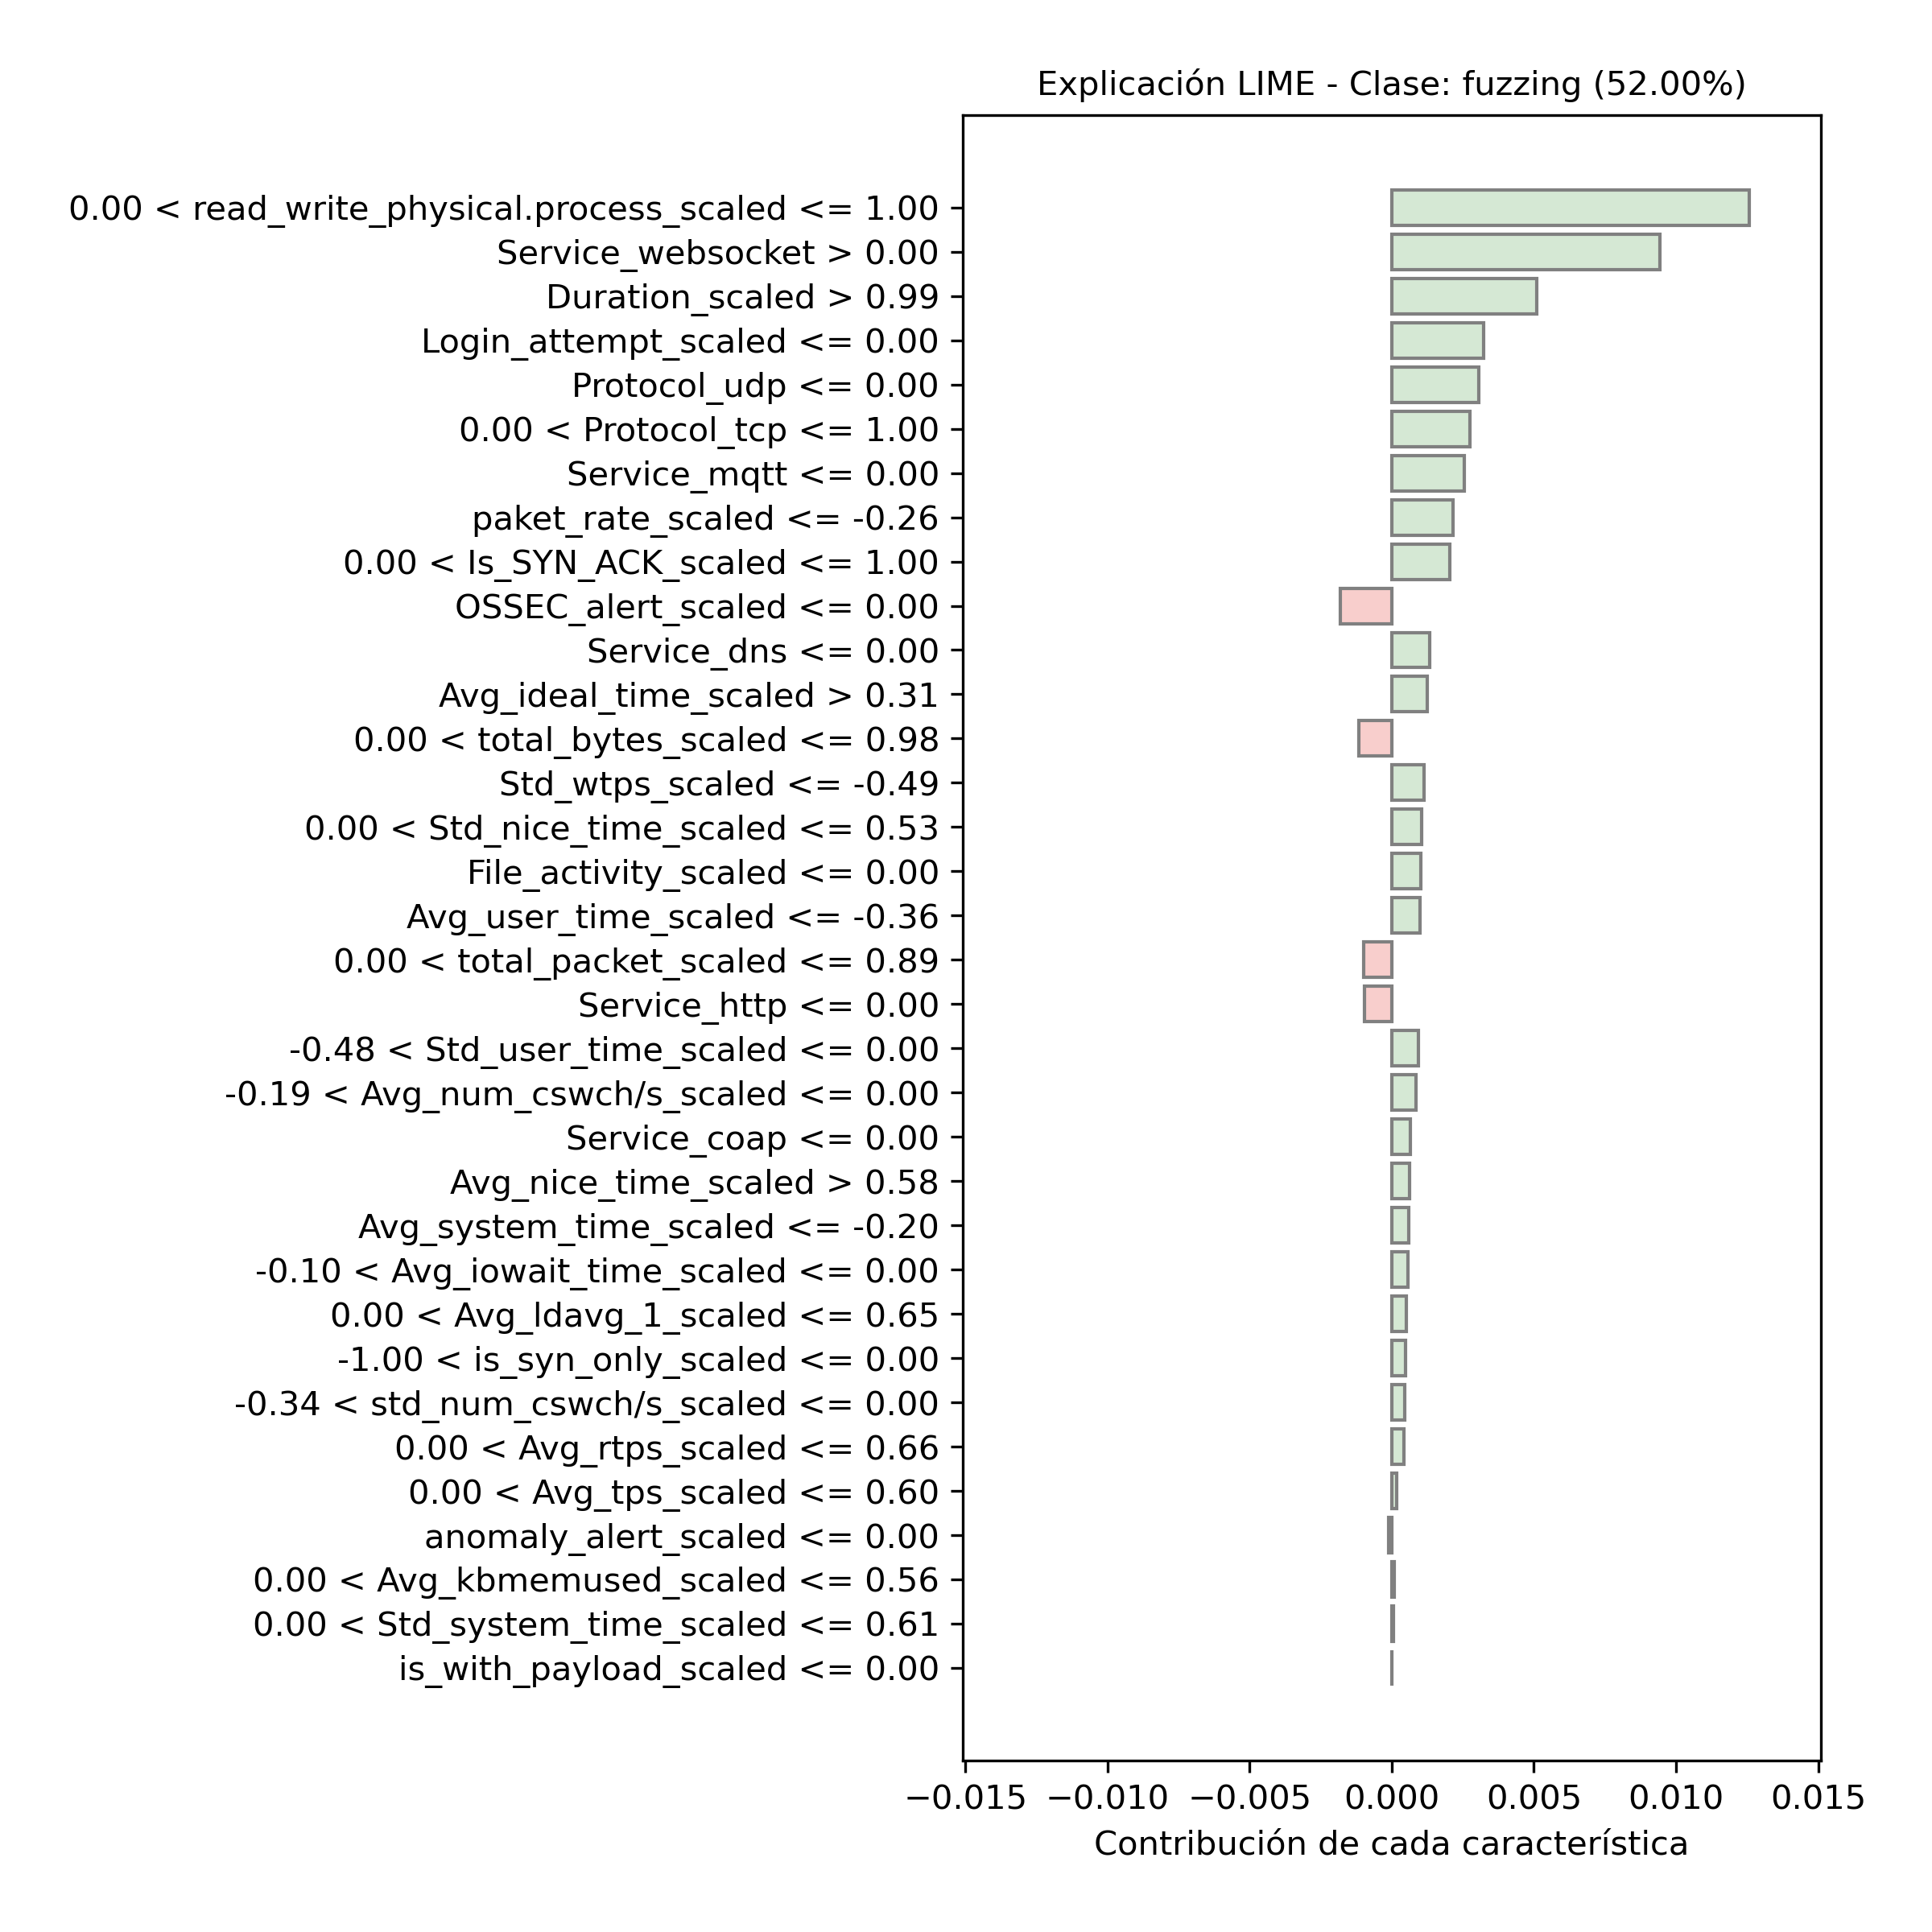 Explicación LIME - Clase: fuzzing (52.00%)
0.00 < read_write_physical.process_scaled <= 1.00
Service_websocket > 0.00
Duration_scaled > 0.99
Login_attempt_scaled <= 0.00
Protocol_udp <= 0.00
0.00 < Protocol_tcp <= 1.00
Service_mqtt <= 0.00
paket_rate_scaled <= -0.26
0.00 < Is_SYN_ACK_scaled <= 1.00
OSSEC_alert_scaled <= 0.00
Service_dns <= 0.00
Avg_ideal_time_scaled > 0.31
0.00 < total_bytes_scaled <= 0.98
Std_wtps_scaled <= -0.49
0.00 < Std_nice_time_scaled <= 0.53
File_activity_scaled <= 0.00
Avg_user_time_scaled <= -0.36
0.00 < total_packet_scaled <= 0.89
Service_http <= 0.00
-0.48 < Std_user_time_scaled <= 0.00
-0.19 < Avg_num_cswch/s_scaled <= 0.00
Service_coap <= 0.00
Avg_nice_time_scaled > 0.58
Avg_system_time_scaled <= -0.20
-0.10 < Avg_iowait_time_scaled <= 0.00
0.00 < Avg_ldavg_1_scaled <= 0.65
-1.00 < is_syn_only_scaled <= 0.00
-0.34 < std_num_cswch/s_scaled <= 0.00
0.00 < Avg_rtps_scaled <= 0.66
0.00 < Avg_tps_scaled <= 0.60
anomaly_alert_scaled <= 0.00
0.00 < Avg_kbmemused_scaled <= 0.56
0.00 < Std_system_time_scaled <= 0.61
is_with_payload_scaled <= 0.00
−0.015 −0.010 −0.005 0.000 0.005 0.010 0.015
Contribución de cada característica